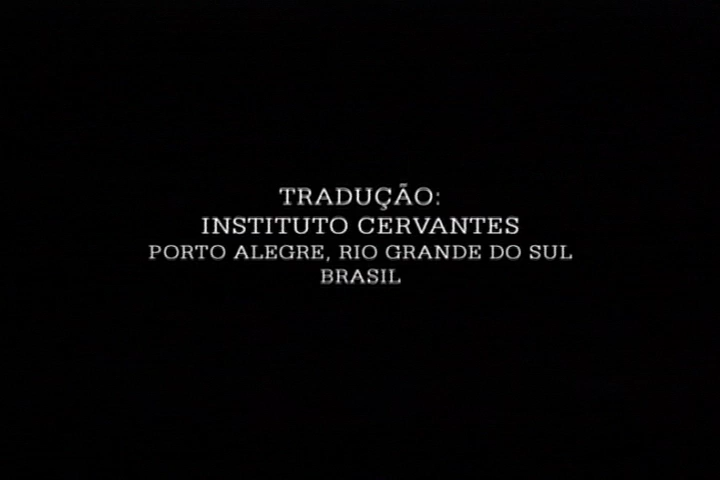 TRADUÇÃO:
INSTITUTO CERVANTES
PORTO ALEGRE, RIO GRANDE DO SUL
BRASIL